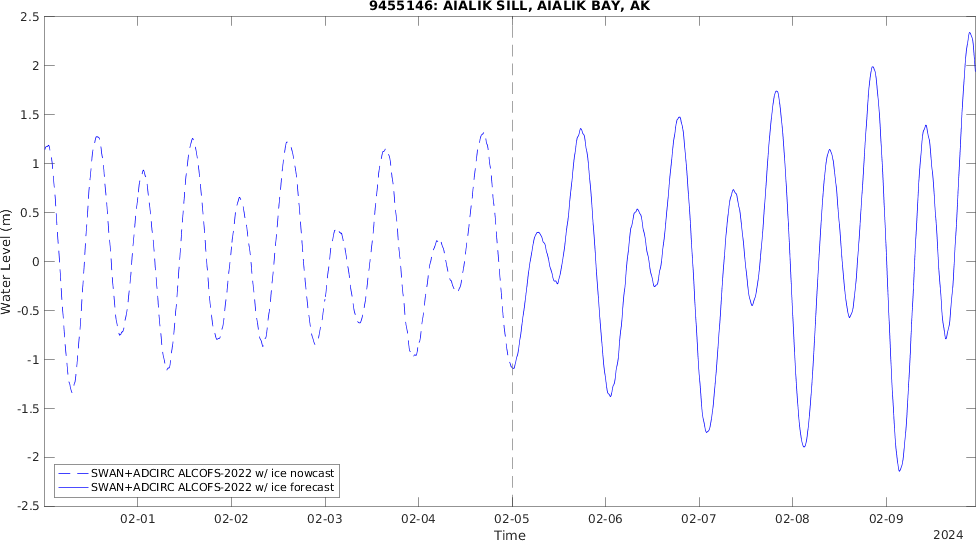 9455146: AIALIK SILL, AIALIK BAY, AK
Water Level (m)
2.5
2
1.5
1
0.5
0
-0.5
-1
-1.5
-2
-2.5
SWAN+ADCIRC ALCOFS-2022 w/ ice nowcast
SWAN+ADCIRC ALCOFS-2022 w/ ice forecast
02-01 02-02 02-03 02-04 02-05 02-06 02-07 02-08 02-09
Time
2024